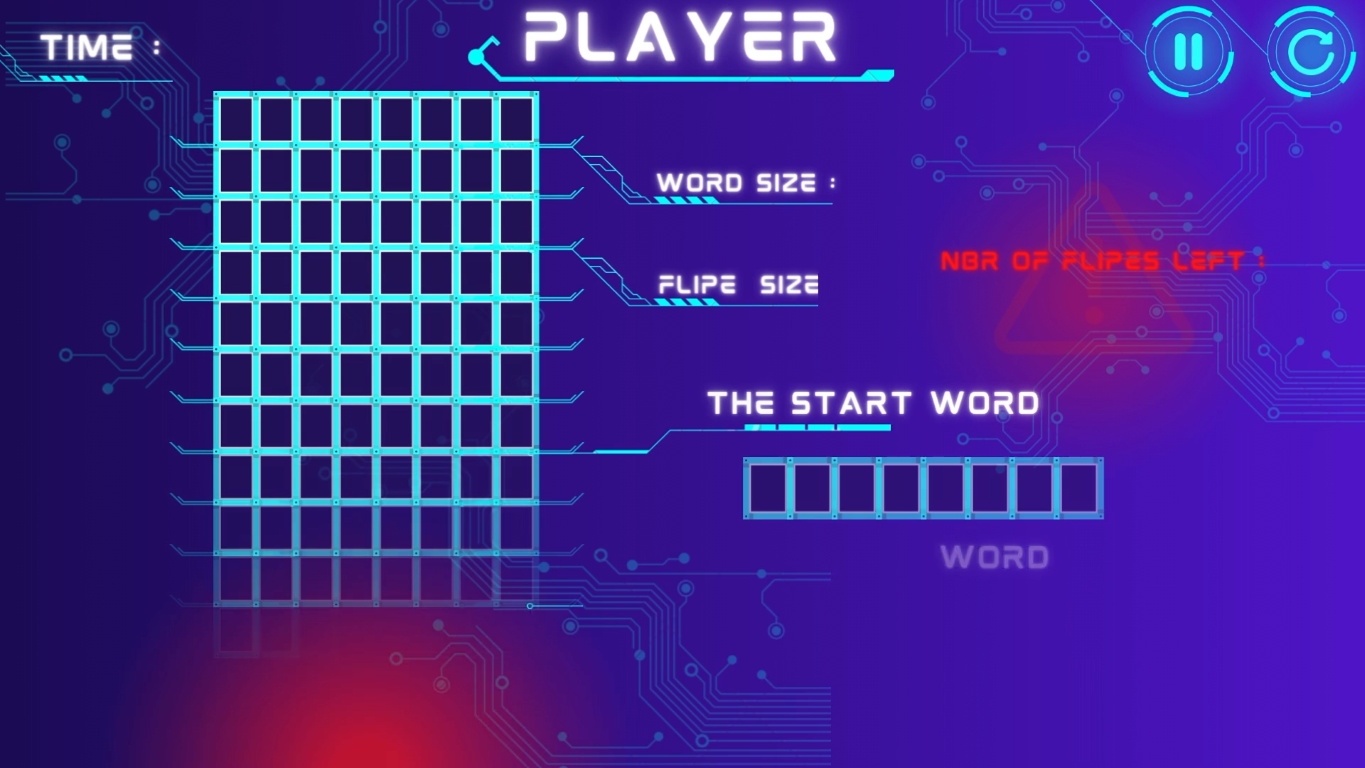 TIME :
PLAYER
WORD SIZE :
FLIPE SIZE
NBR OF FLIPES LEFT :
THE START WORD
WORD